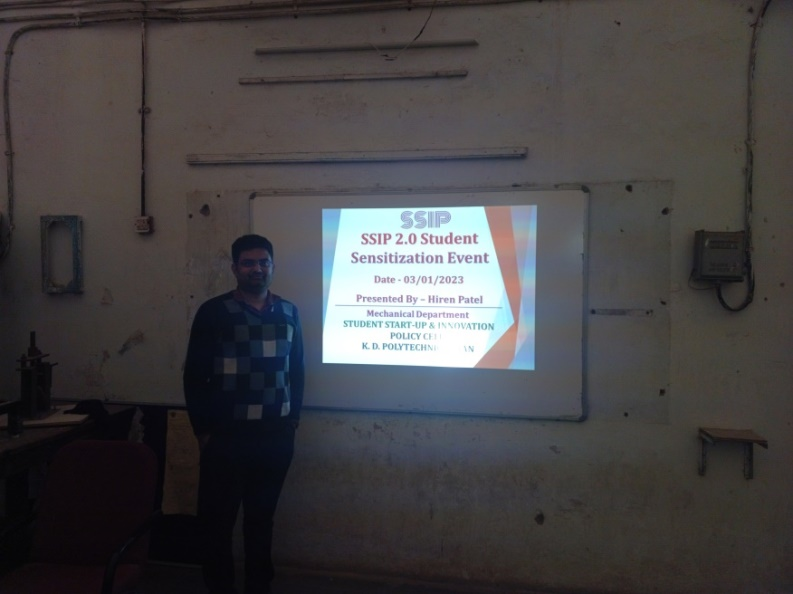 SSIP
SSIP 2.0 Student
Sensitization Event
Date - 03/01/2023
Presented By – Hiren Patel
Mechanical Department
STUDENT START-UP & INNOVATION
POLICY
K. D.